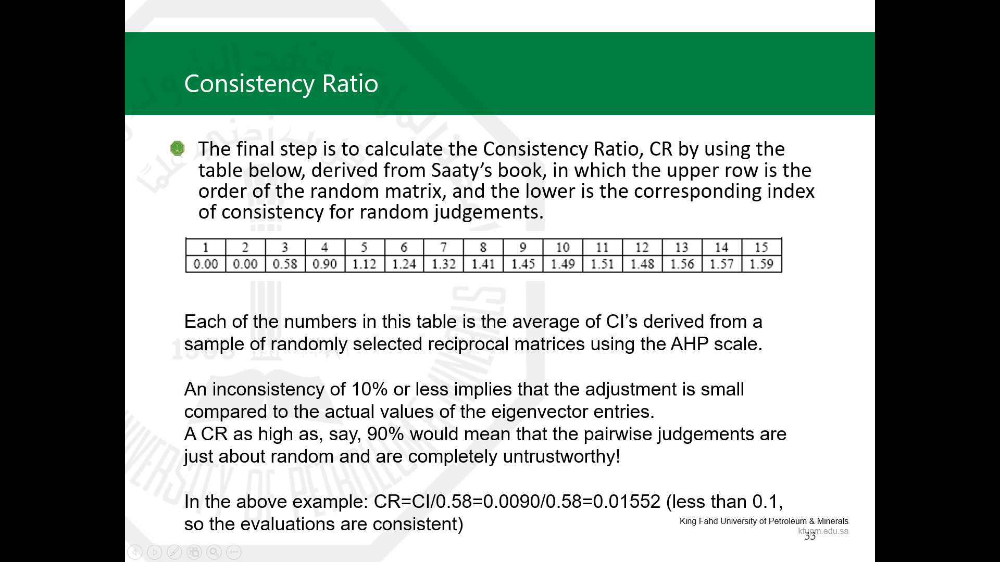 Consistency Ratio
The final step is to calculate the Consistency Ratio, CR by using the
table below, derived from Saaty’s book, in which the upper row is the
order of the random matrix, and the lower is the corresponding index
of consistency for random judgements.
1 2 3 4 5 6 7 8 9 10 11 12 13 14 15
0.00 0.00 0.58 0.90 1.12 1.24 1.32 1.41 1.45 1.49 1.51 1.48 1.56 1.57 1.59
Each of the numbers in this table is the average of CI’s derived from a
sample of randomly selected reciprocal matrices using the AHP scale.
An inconsistency of 10% or less implies that the adjustment is small
compared to the actual values of the eigenvector entries.
A CR as high as, say, 90% would mean that the pairwise judgements are
just about random and are completely untrustworthy!
In the above example: CR=CI/0.58=0.0090/0.58=0.01552 (less than 0.1,
so the evaluations are consistent)
King Fahd University of Petroleum & Minerals
kfupm.edu.sa
33
UNIVERSITY OF PETROLEUM & MINERALS